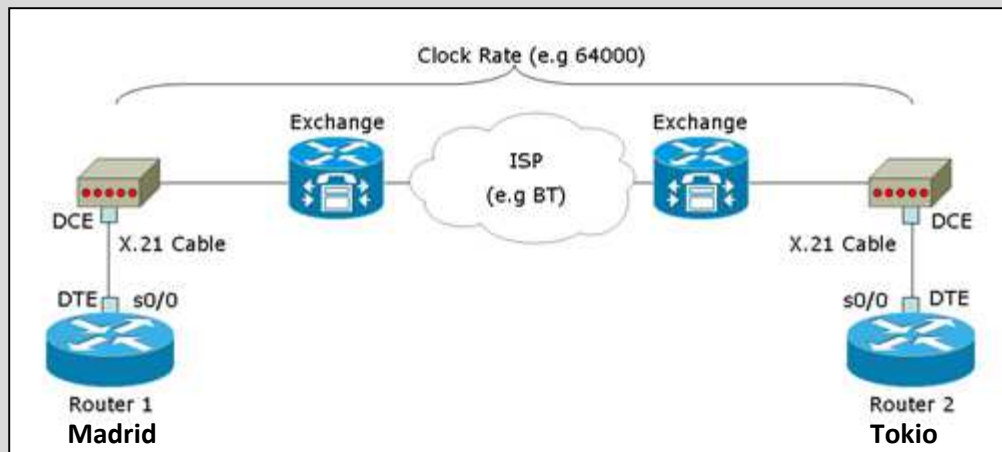 Clock Rate (e.g 64000)
Exchange
Exchange
ISP
(e.g BT)
DCE
DCE
X.21 Cable
X.21 Cable
DTE
s0/0
s0/0
DTE
Router 1
Router 2
Madrid
Tokio